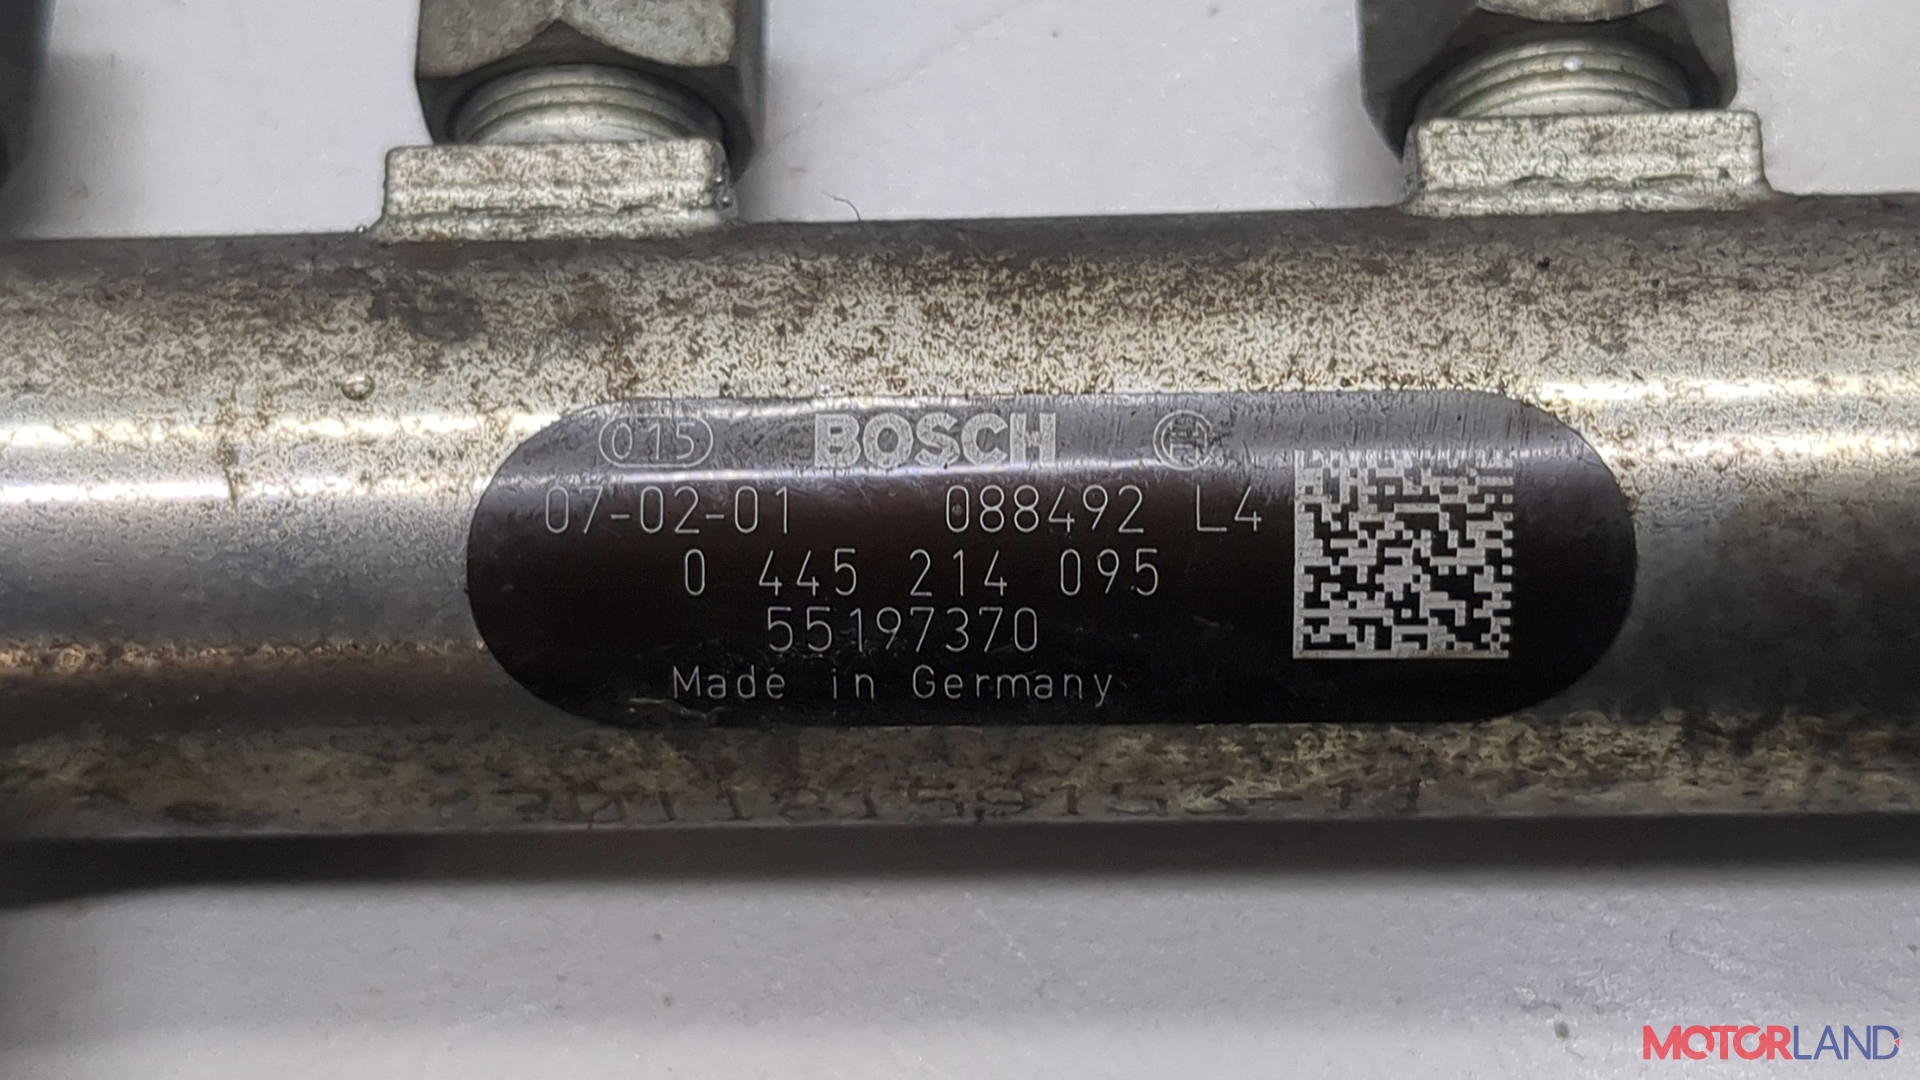 015 BOSCH
07-02-01 088492 L4
0 445 214 095
55197370
Made in Germany
MOTORLAND